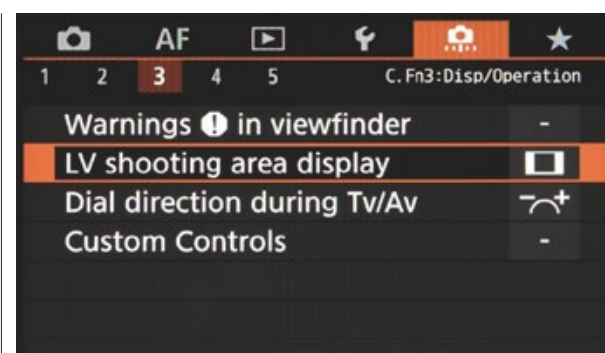 AF
1 2 3 4 5 C.Fn3:Disp/Operation
Warnings ! in viewfinder -
LV shooting area display
Dial direction during Tv/Av -+
Custom Controls -